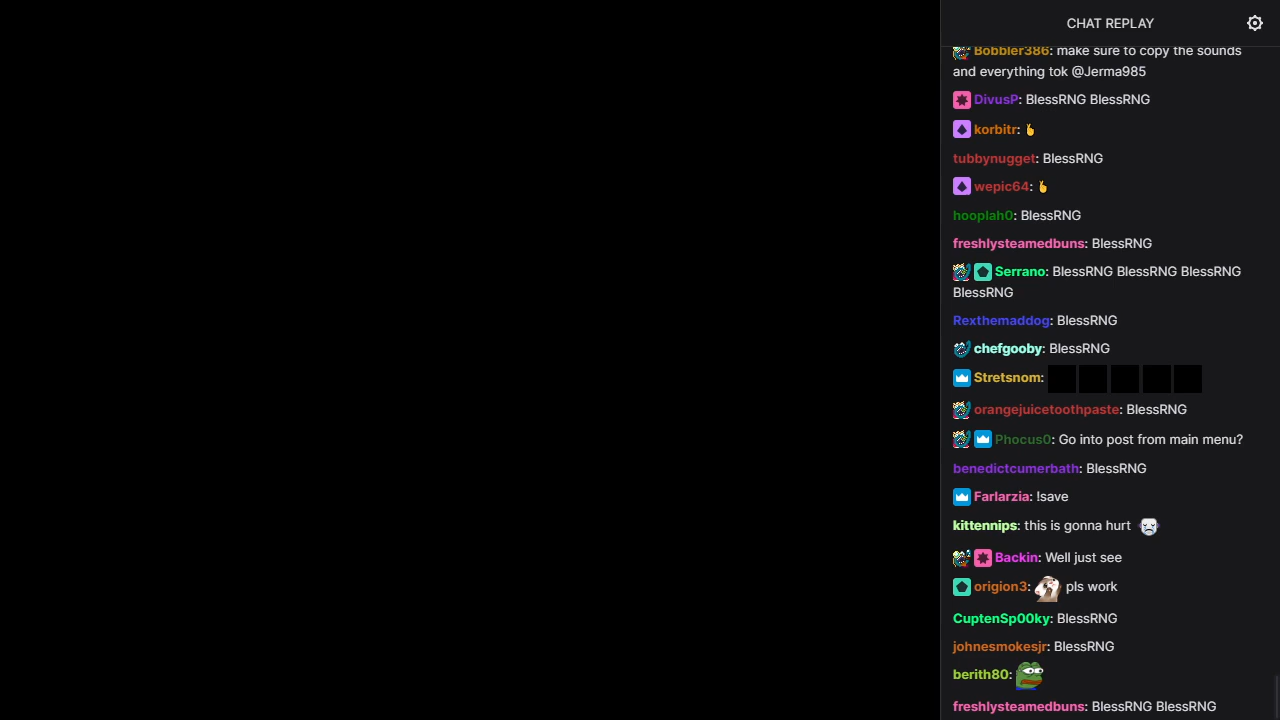 CHAT REPLAY
Bobbler386: make sure to copy the sounds
and everything tok @Jerma985
DivusP: BlessRNG BlessRNG
korbitr:
tubbynugget: BlessRNG
wepic64:
hooplah0: BlessRNG
freshlysteamedbuns: BlessRNG
Serrano: BlessRNG BlessRNG BlessRNG
BlessRNG
Rexthemaddog: BlessRNG
chefgooby: BlessRNG
Stretsnom:
orangejuicetoothpaste: BlessRNG
Phocus0: Go into post from main menu?
benedictcumerbath: BlessRNG
Farlarzia: !save
kittennips: this is gonna hurt
Backin: Well just see
origion3: pls work
CuptenSp00ky: BlessRNG
johnesmokesjr: BlessRNG
berith80:
freshlysteamedbuns: BlessRNG BlessRNG